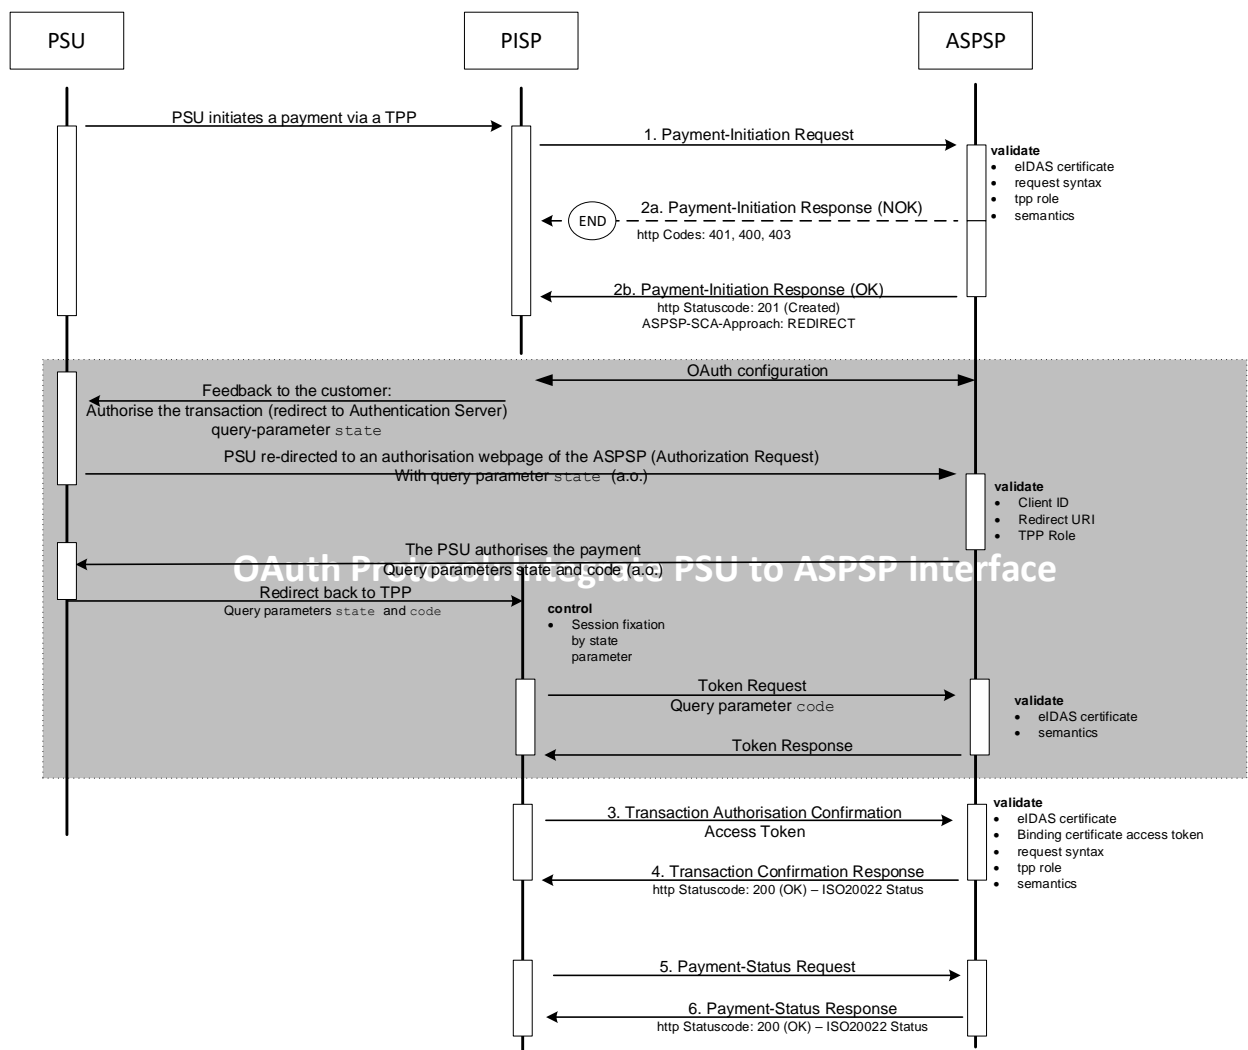 PSU
PISP
ASPSP
PSU initiates a payment via a TPP
1. Payment-Initiation Request
validate
• eIDAS certificate
• request syntax
• tpp role
• semantics
2a. Payment-Initiation Response (NOK)
END
http Codes: 401, 400, 403
2b. Payment-Initiation Response (OK)
http Statuscode: 201 (Created)
ASPSP-SCA-Approach: REDIRECT
OAuth configuration
Feedback to the customer:
Authorise the transaction (redirect to Authentication Server)
query-parameter state
PSU re-directed to an authorisation webpage of the ASPSP (Authorization Request)
With query parameter state (a.o.)
validate
• Client ID
• Redirect URI
• TPP Role
The PSU authorises the payment
Query parameters state and code (a.o.)
OAuth Protocol: Integrate PSU to ASPSP Interface
Redirect back to TPP
Query parameters state and code
control
• Session fixation
by state
parameter
Token Request
Query parameter code
validate
• eIDAS certificate
• semantics
Token Response
3. Transaction Authorisation Confirmation
Access Token
validate
• eIDAS certificate
• Binding certificate access token
• request syntax
• tpp role
• semantics
4. Transaction Confirmation Response
http Statuscode: 200 (OK) – ISO20022 Status
5. Payment-Status Request
6. Payment-Status Response
http Statuscode: 200 (OK) – ISO20022 Status